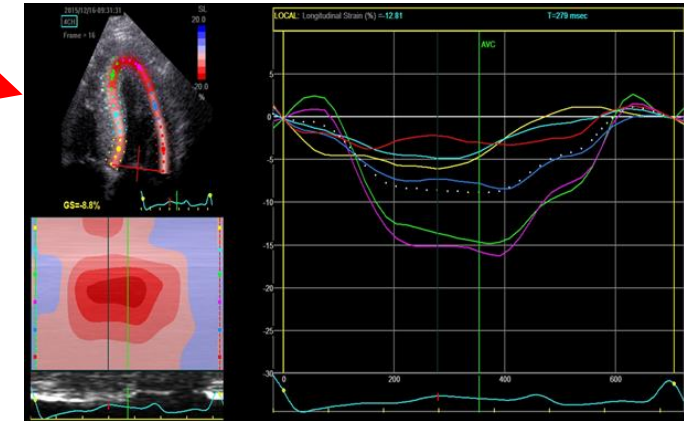 2015/12/16-09:31:31
4CH
Frame = 16
SL
20.0
-20.0
%
GS=-8.8%
LOCAL: Longitudinal Strain (%) =-12.81 T=279 msec
AVC
5
0
-5
-10
-15
-20
-25
-30
0 200 400 600